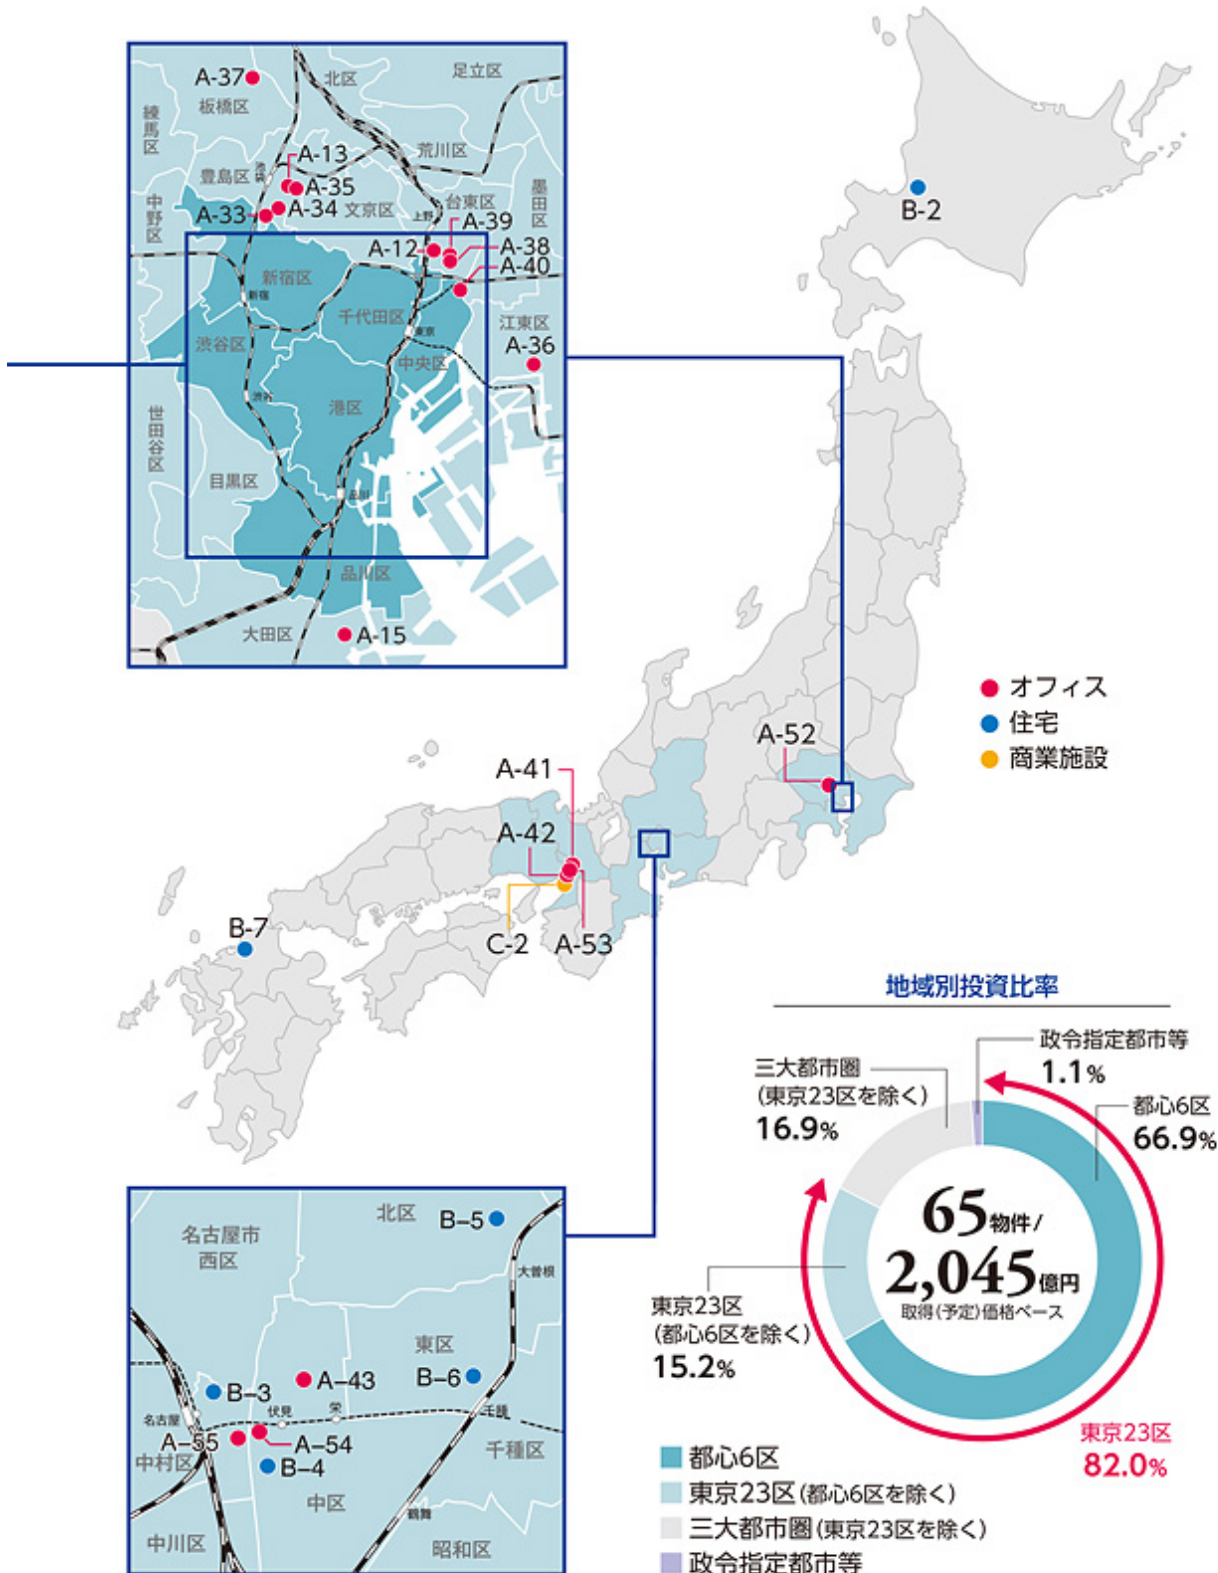 A-37
北区
足立区
板橋区
練馬区
荒川区
A-13
池袋
豊島区
A-35
墨田区
中野区
A-33
A-34
文京区
上野
台東区
A-39
A-12
A-38
A-40
新宿区
新宿
千代田区
東京
江東区
A-36
渋谷区
中央区
渋谷
港区
世田谷区
目黒区
品川
品川区
大田区
A-15
B-2
オフィス
住宅
商業施設
A-52
A-41
A-42
B-7
C-2
A-53
地域別投資比率
政令指定都市等
1.1%
三大都市圏
(東京23区を除く)
16.9%
都心6区
66.9%
65物件/
2,045億円
取得(予定)価格ベース
東京23区
(都心6区を除く)
15.2%
東京23区
82.0%
北区
B–5
名古屋市
西区
大曽根
東区
B–3
A–43
B–6
名古屋
伏見
栄
千種
A–55
A–54
中村区
B–4
千種区
中区
鶴舞
中川区
昭和区
都心6区
東京23区(都心6区を除く)
三大都市圏(東京23区を除く)
政令指定都市等